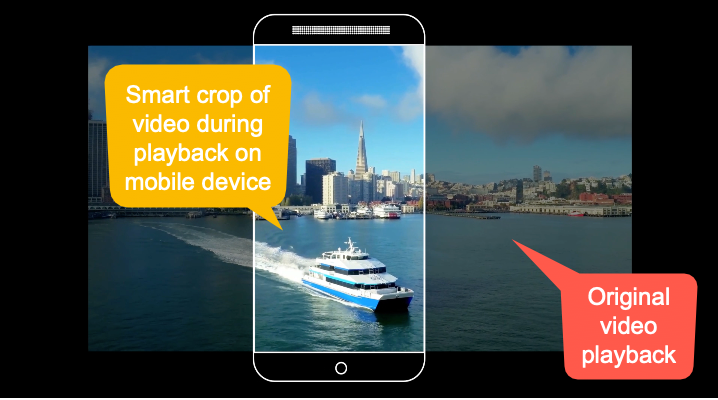 Smart crop of
video during
playback on
mobile device
Original
video
playback